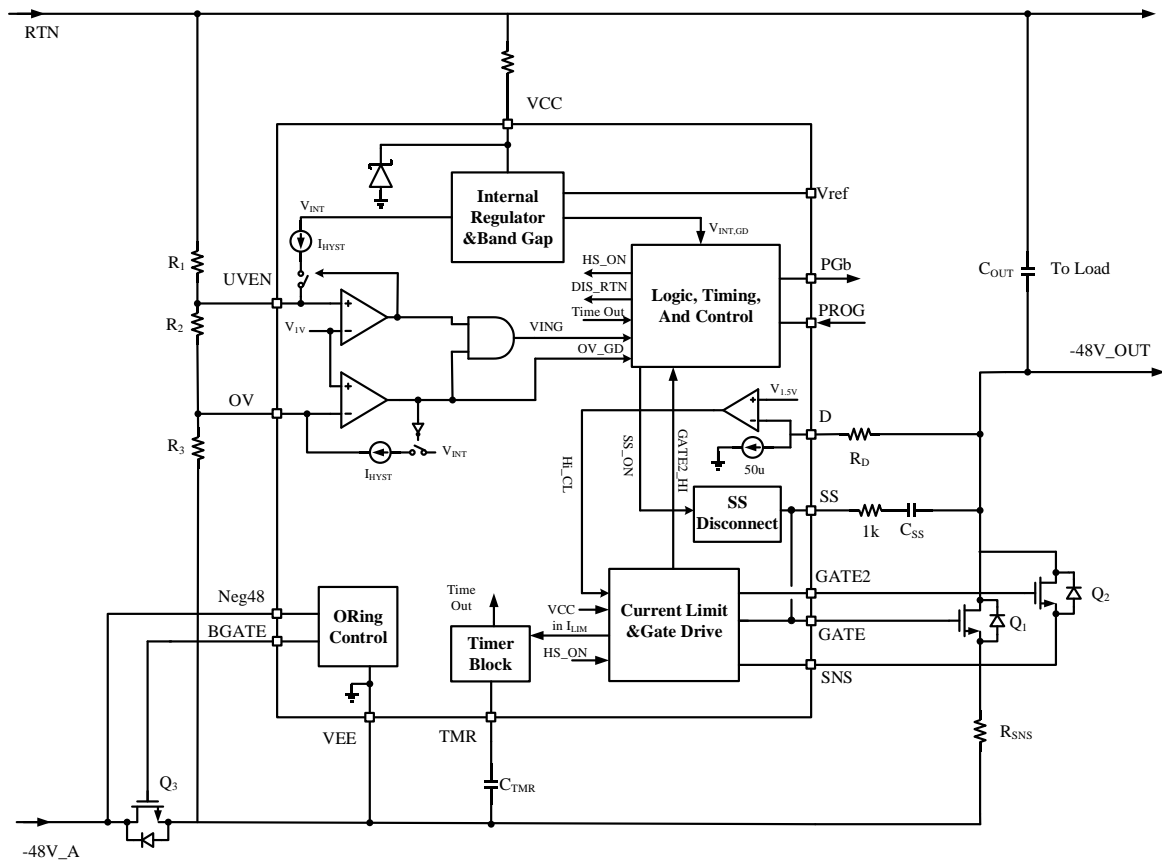 RTN
VCC
Internal
Regulator
&Band Gap
Vref
VINT
IHYST
VINT,GD
R1
UVEN
HS_ON
DIS_RTN
Time Out
Logic, Timing,
And Control
PGb
PROG
COUT
To Load
R2
V1V
VING
OV_GD
-48V_OUT
OV
V1.5V
D
R3
IHYST
VINT
50u
RD
Hi_CL
SS_ON
GATE2_HI
SS
Disconnect
SS
1k
CSS
GATE2
Q2
Neg48
ORing
Control
BGATE
Time
Out
VCC
in ILIM
HS_ON
Current Limit
&Gate Drive
Timer
Block
GATE
Q1
SNS
VEE
TMR
RSNS
Q3
CTMR
-48V_A